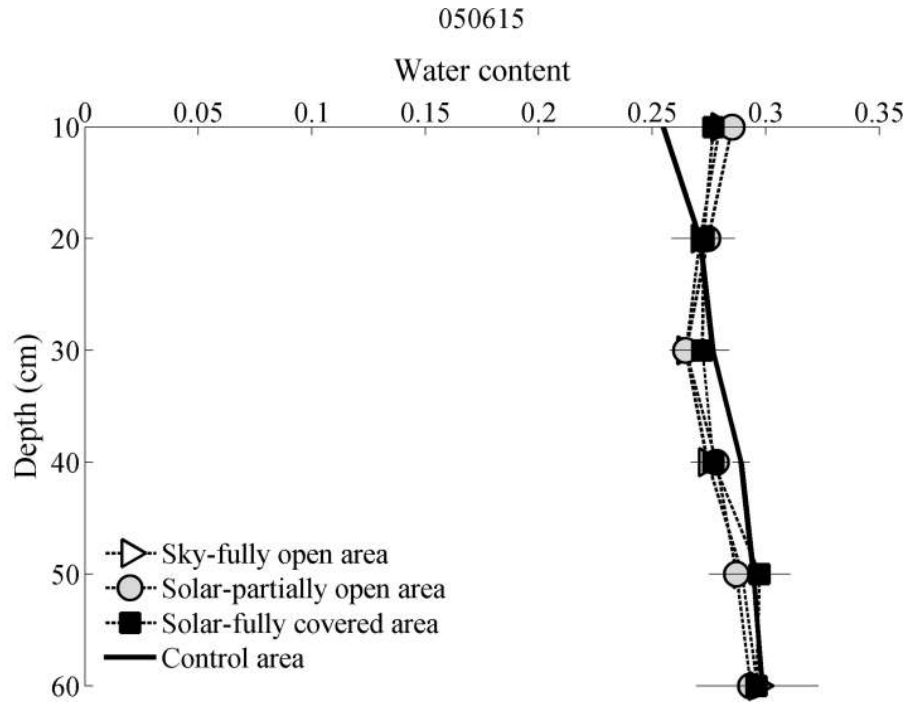 050615
Water content
0 0.05 0.1 0.15 0.2 0.25 0.3 0.35
10
20
30
40
50
60
Depth (cm)
Sky-fully open area
Solar-partially open area
Solar-fully covered area
Control area